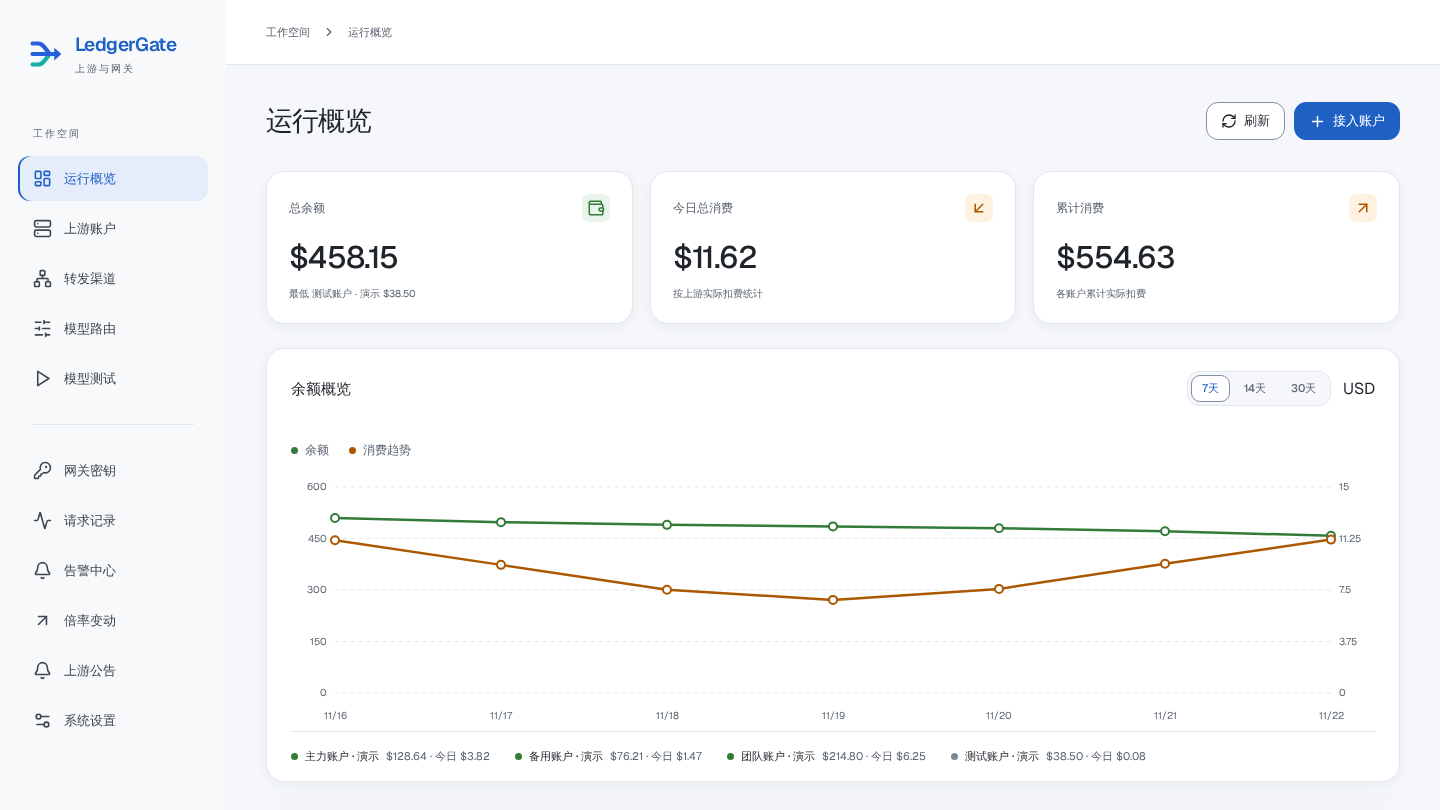 LedgerGate
上游与网关
工作空间
运行概览
上游账户
转发渠道
模型路由
模型测试
网关密钥
请求记录
告警中心
倍率变动
上游公告
系统设置
工作空间 运行概览
运行概览
刷新
接入账户
总余额
$458.15
最低 测试账户 · 演示 $38.50
今日总消费
$11.62
按上游实际扣费统计
累计消费
$554.63
各账户累计实际扣费
余额概览
7天 14天 30天 USD
余额 消费趋势
600 15
450 11.25
300 7.5
150 3.75
0 0
11/16 11/17 11/18 11/19 11/20 11/21 11/22
主力账户 · 演示 $128.64 · 今日 $3.82 备用账户 · 演示 $76.21 · 今日 $1.47 团队账户 · 演示 $214.80 · 今日 $6.25 测试账户 · 演示 $38.50 · 今日 $0.08